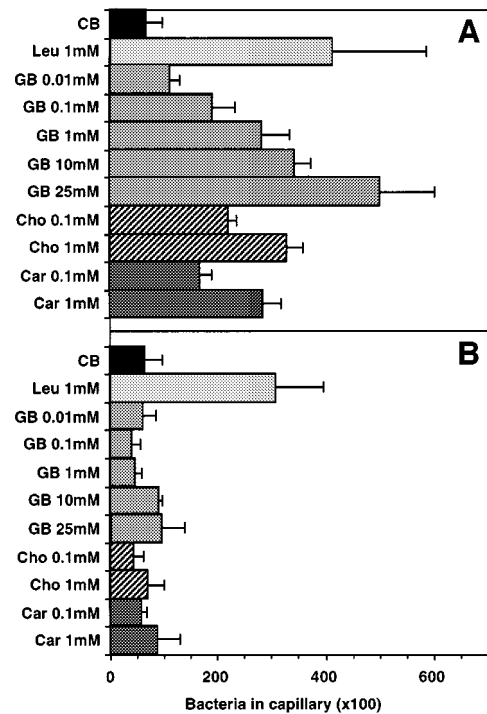 A
CB
Leu 1mM
GB 0.01mM
GB 0.1mM
GB 1mM
GB 10mM
GB 25mM
Cho 0.1mM
Cho 1mM
Car 0.1mM
Car 1mM
B
CB
Leu 1mM
GB 0.01mM
GB 0.1mM
GB 1mM
GB 10mM
GB 25mM
Cho 0.1mM
Cho 1mM
Car 0.1mM
Car 1mM
0 200 400 600
Bacteria in capillary (x100)